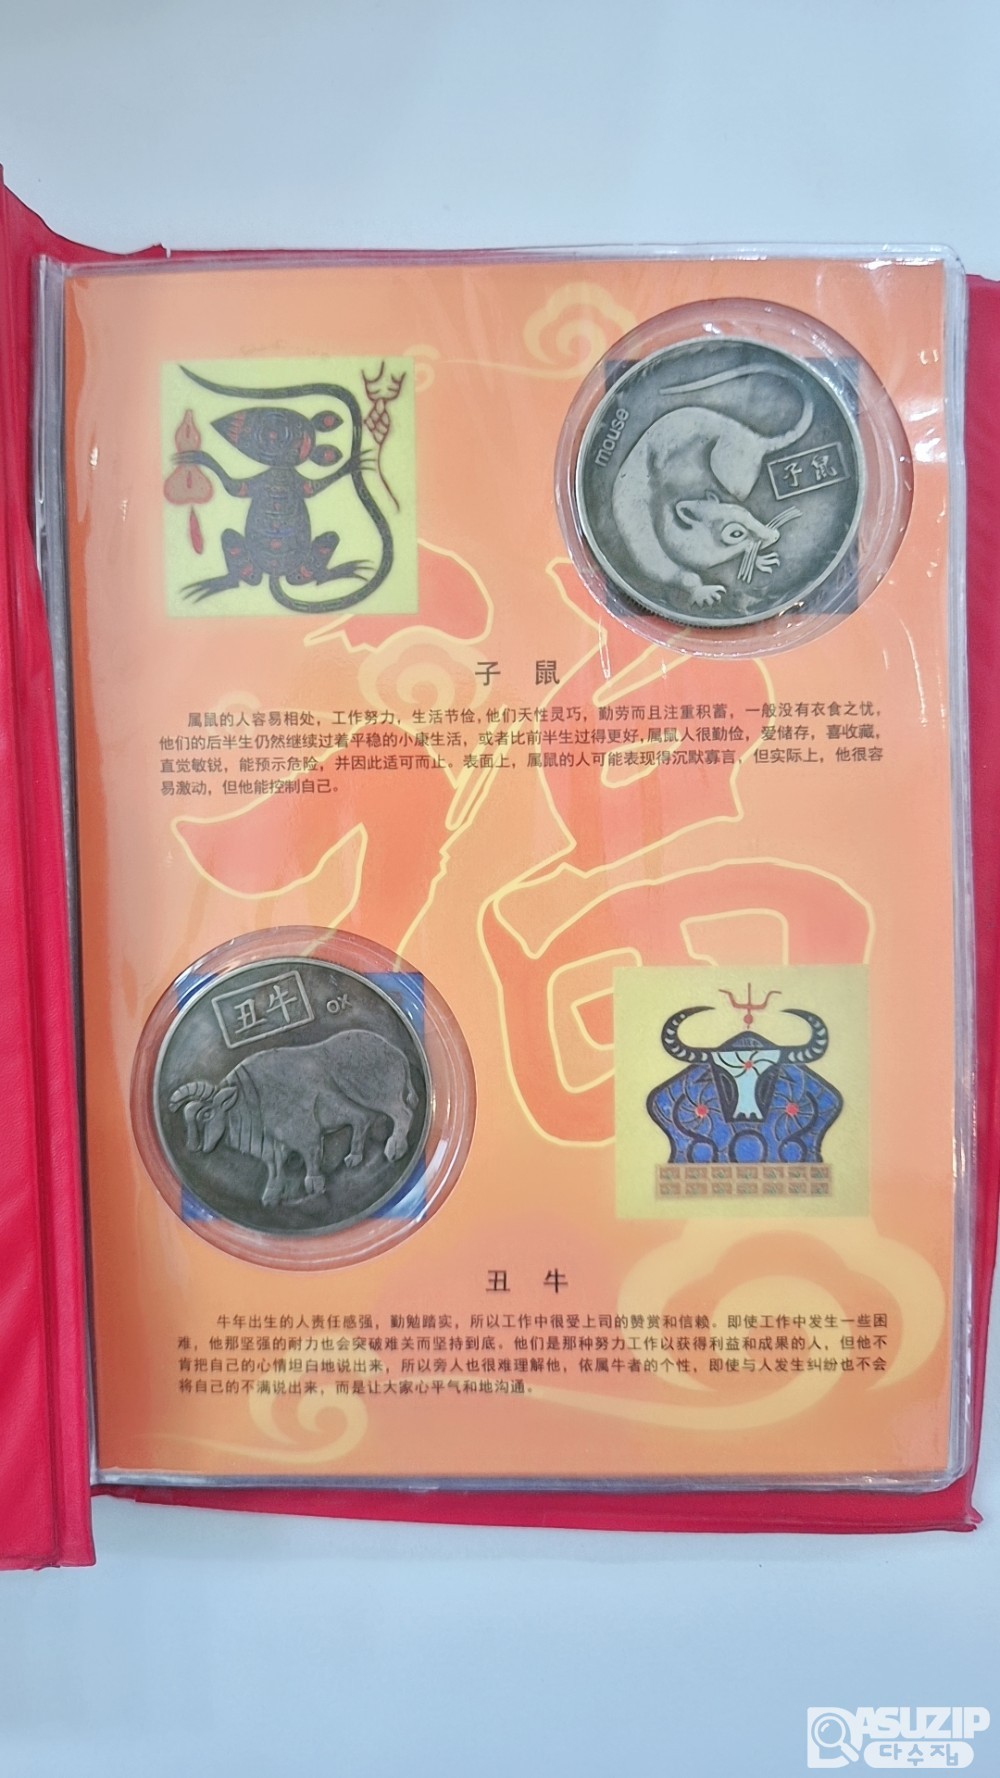 mouse
子鼠
子 鼠
属鼠的人容易相处，工作努力，生活节俭，他们天性灵巧，勤劳而且注重积蓄，一般没有衣食之忧，
他们的后半生仍然继续过着平稳的小康生活，或者比前半生过得更好，属鼠人很勤俭，爱储存，喜收藏，
直觉敏锐，能预示危险，并因此适可而止。表面上，属鼠的人可能表现得沉默寡言，但实际上，他很容
易激动，但他能控制自己。
福
丑牛
OX
丑 牛
牛年出生的人责任感强，勤勉踏实，所以工作中很受上司的赞赏和信赖。即使工作中发生一些困
难，他那坚强的耐力也会突破难关而坚持到底。他们是那种努力工作以获得利益和成果的人，但他不
肯把自己的心情坦白地说出来，所以旁人也很难理解他，依属牛者的个性，即使与人发生纠纷也不会
将自己的不满说出来，而是让大家心平气和地沟通。
DASUZIP
다수집